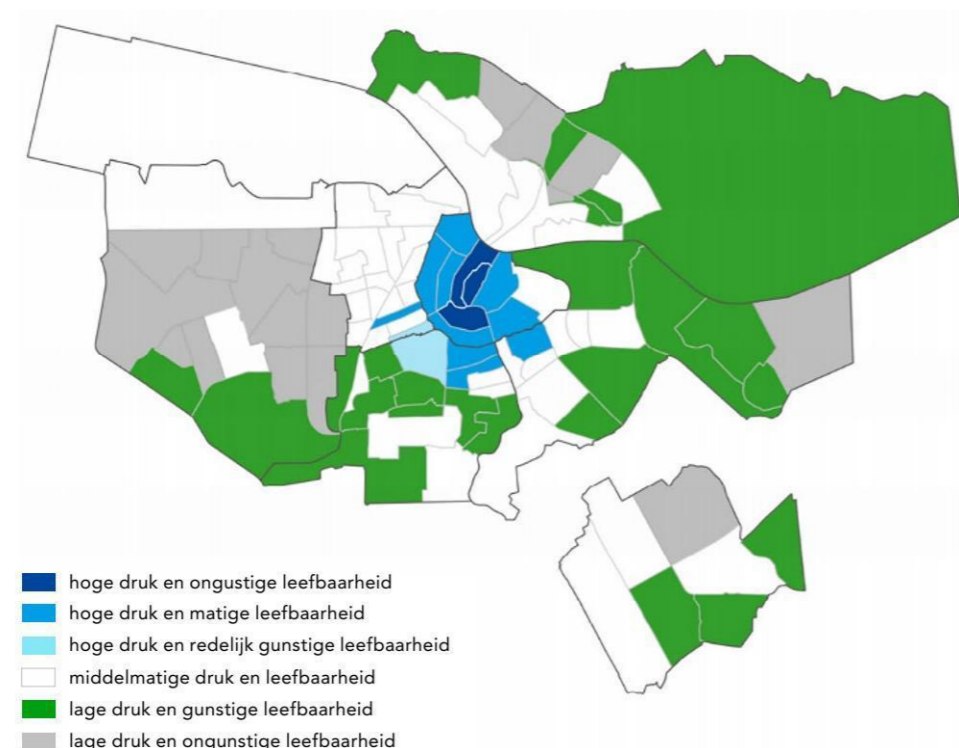 hoge druk en ongustige leefbaarheid
hoge druk en matige leefbaarheid
hoge druk en redelijk gunstige leefbaarheid
middelmatige druk en leefbaarheid
lage druk en gunstige leefbaarheid
lage druk en ongunstige leefbaarheid